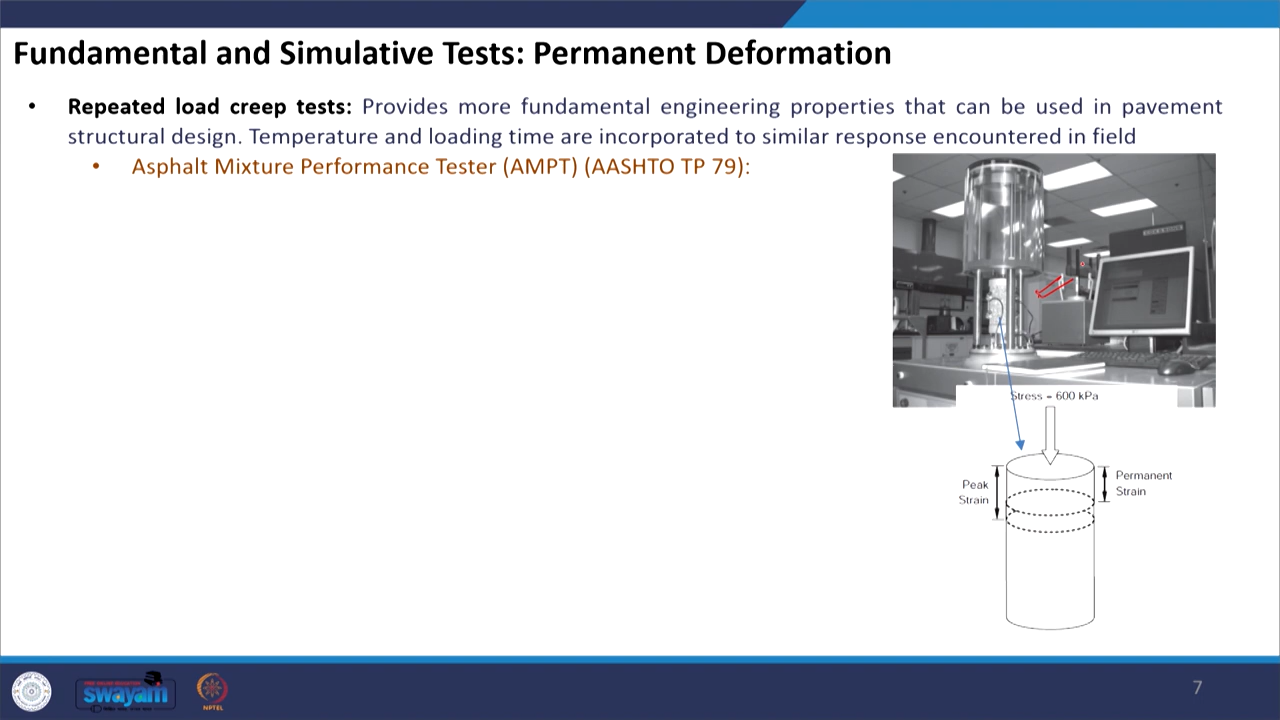 Fundamental and Simulative Tests: Permanent Deformation
• Repeated load creep tests: Provides more fundamental engineering properties that can be used in pavement
structural design. Temperature and loading time are incorporated to similar response encountered in field
• Asphalt Mixture Performance Tester (AMPT) (AASHTO TP 79):
Stress = 600 kPa
Peak
Strain
Permanent
Strain
swayam
NPTEL
7